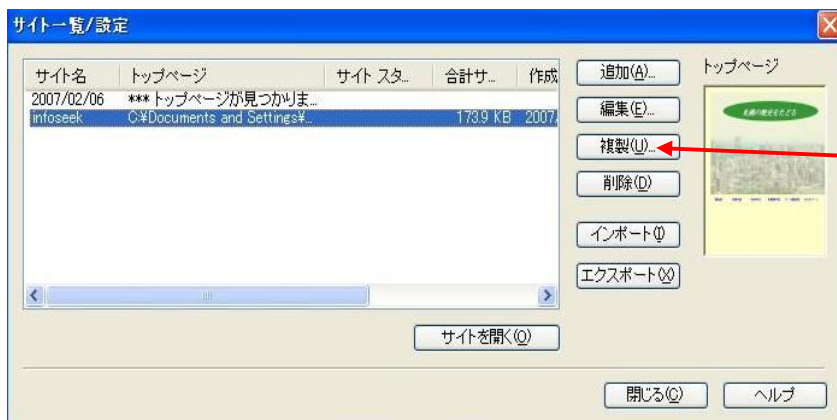 サイト一覧/設定
サイト名 トップページ サイト スタ... 合計サ... 作成
2007/02/06 *** トップページが見つかりま...
infoseek C:¥Documents and Settings¥... 173.9 KB 2007/
追加(A)...
編集(E)...
複製(U)...
削除(D)
インポート(I)
エクスポート(X)
トップページ
サイトを開く(O)
閉じる(C)
ヘルプ